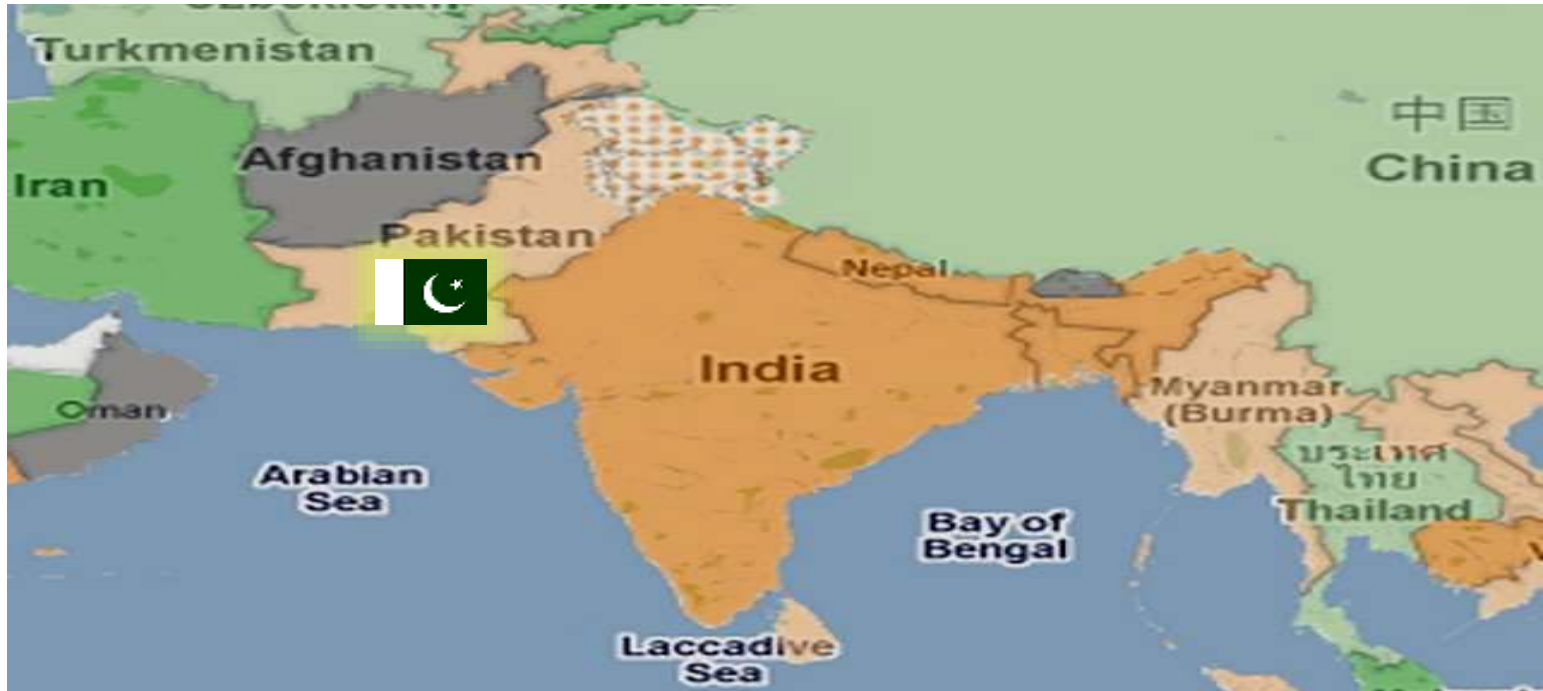 Turkmenistan
中国
China
Afghanistan
Iran
Pakistan
Nepal
India
Myanmar
(Burma)
Oman
ประเทศ
ไทย
Thailand
Arabian
Sea
Bay of
Bengal
Laccadive
Sea